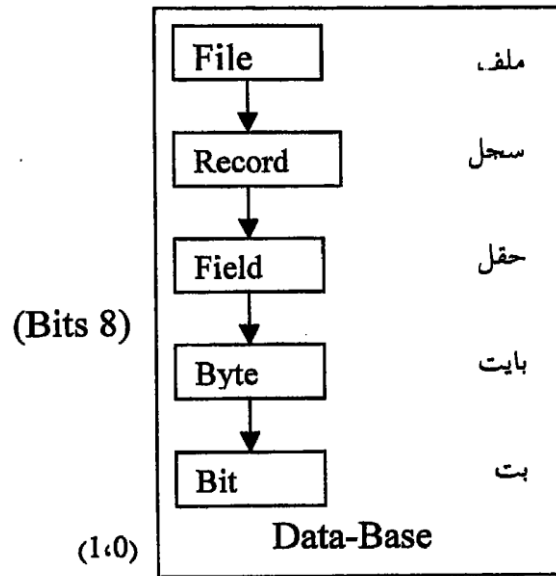 File ملف
Record سجل
Field حقل
(Bits 8)
Byte بايت
Bit بت
(1،0) Data-Base